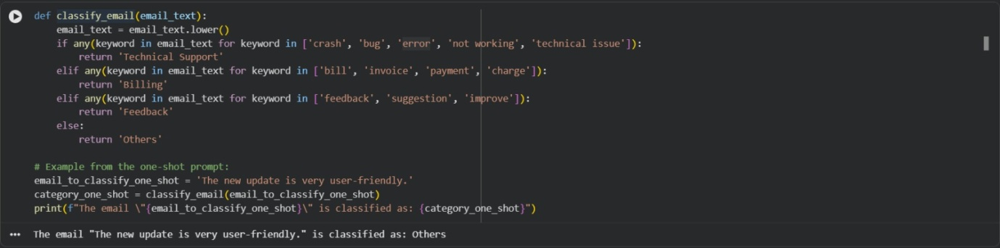 def classify_email(email_text):
    email_text = email_text.lower()
    if any(keyword in email_text for keyword in ['crash', 'bug', 'error', 'not working', 'technical issue']):
        return 'Technical Support'
    elif any(keyword in email_text for keyword in ['bill', 'invoice', 'payment', 'charge']):
        return 'Billing'
    elif any(keyword in email_text for keyword in ['feedback', 'suggestion', 'improve']):
        return 'Feedback'
    else:
        return 'Others'

# Example from the one-shot prompt:
email_to_classify_one_shot = 'The new update is very user-friendly.'
category_one_shot = classify_email(email_to_classify_one_shot)
print(f"The email \"{email_to_classify_one_shot}\" is classified as: {category_one_shot}")
The email "The new update is very user-friendly." is classified as: Others